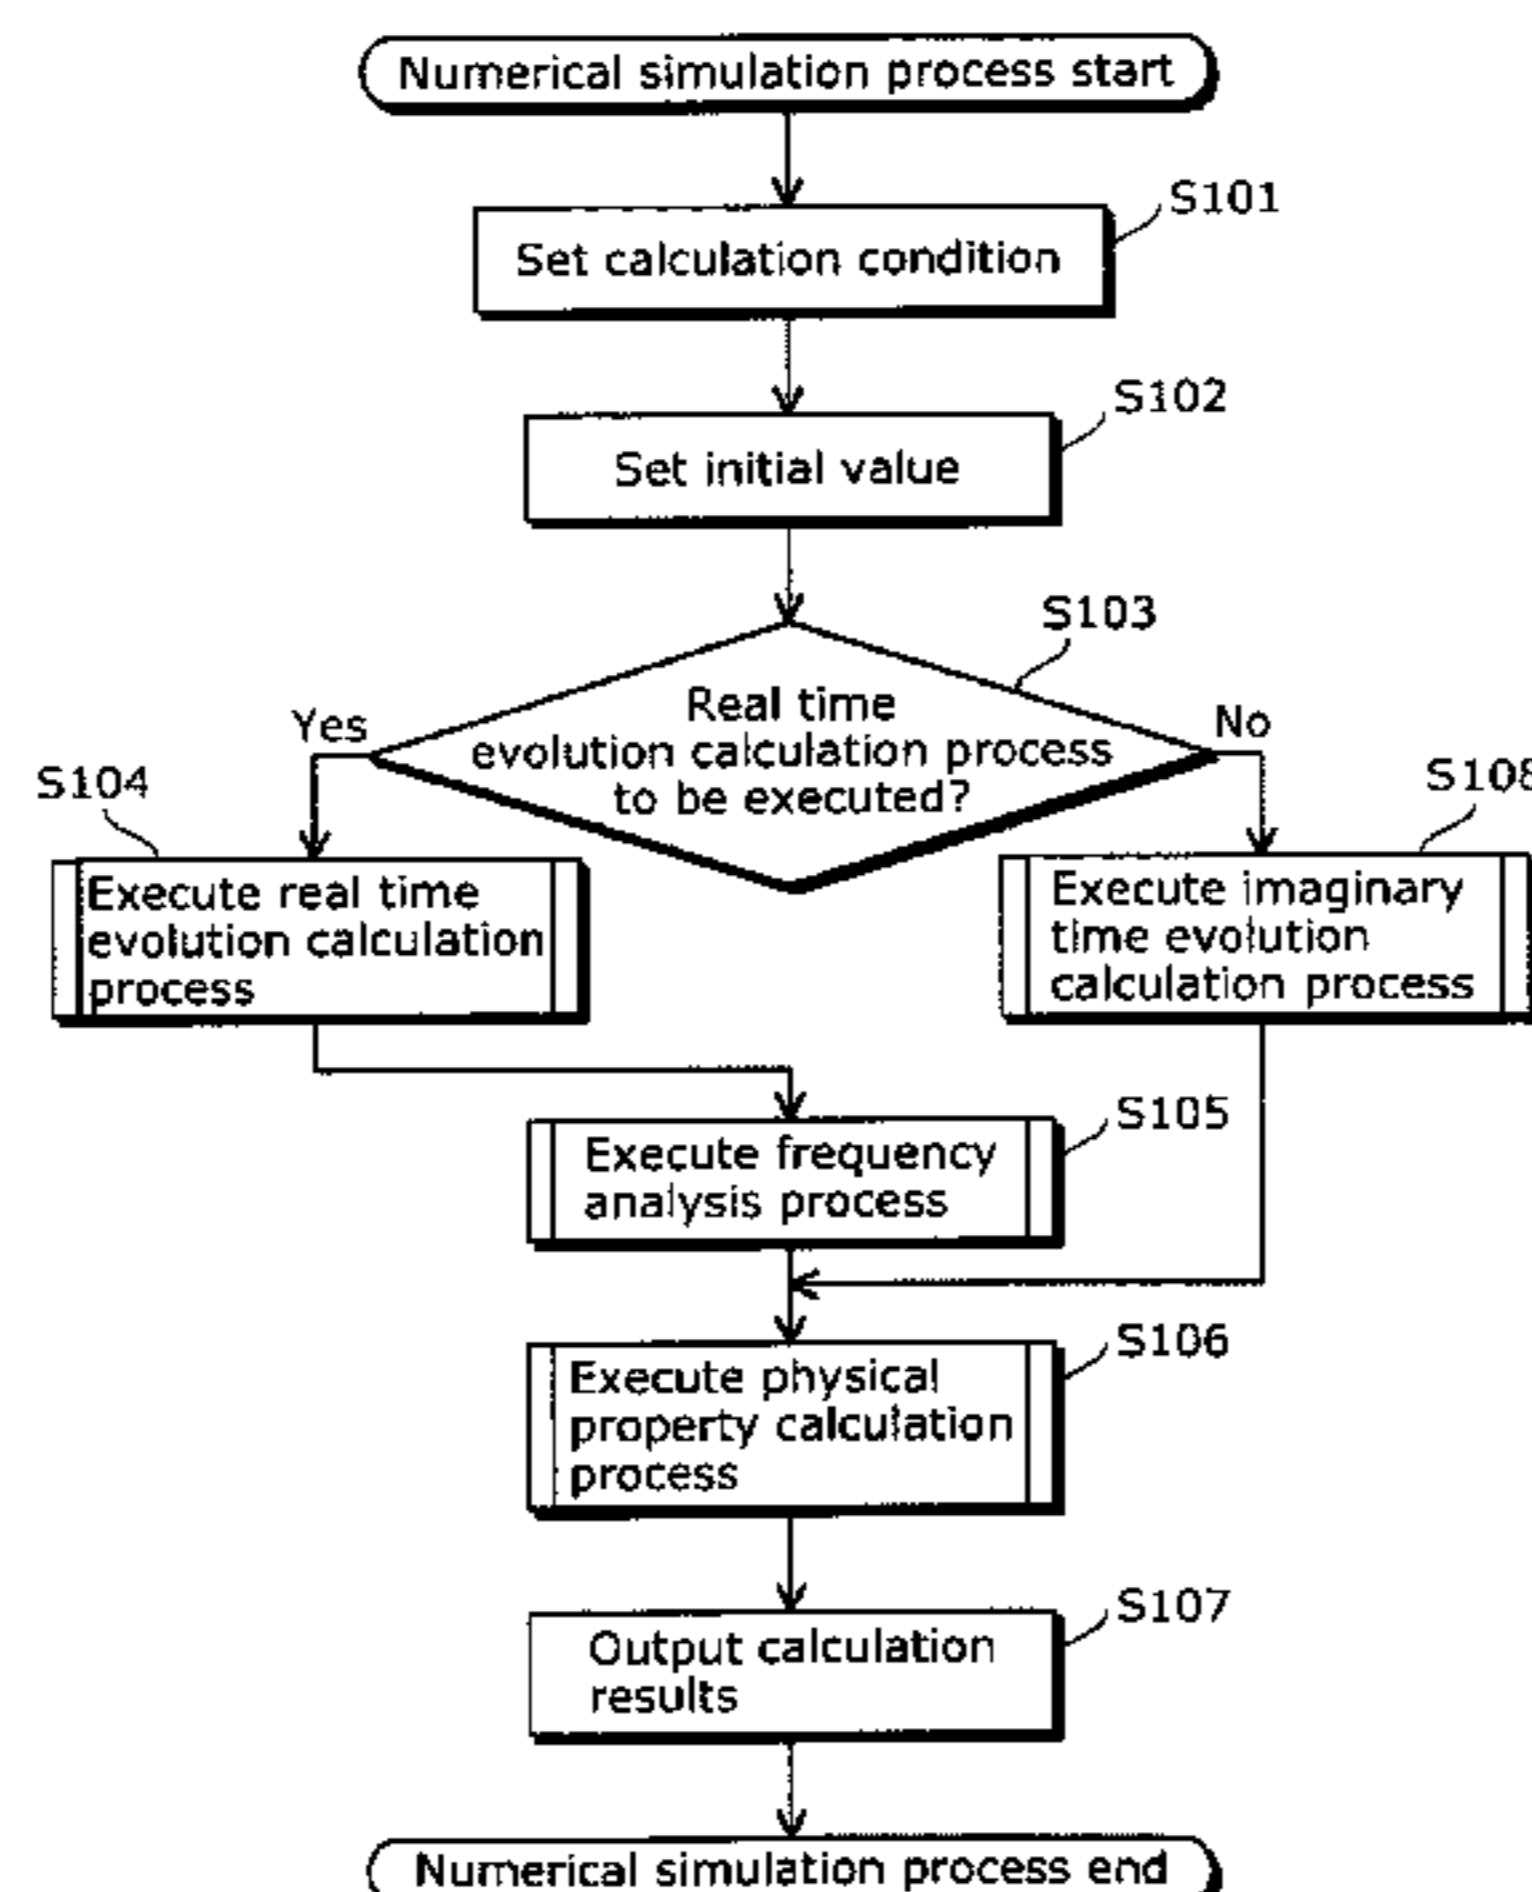 Numerical simulation process start
S101
Set calculation condition
S102
Set initial value
S103
Real time
evolution calculation process
to be executed?
Yes
No
S104
Execute real time
evolution calculation
process
S108
Execute imaginary
time evolution
calculation process
S105
Execute frequency
analysis process
S106
Execute physical
property calculation
process
S107
Output calculation
results
Numerical simulation process end